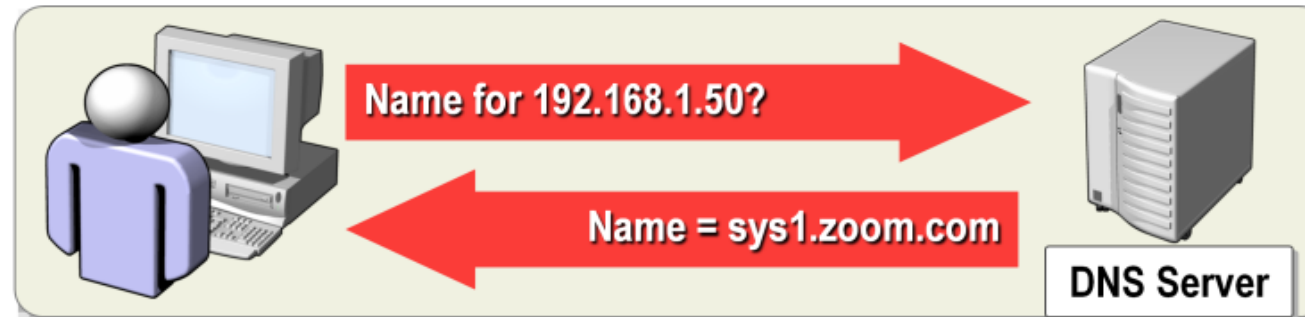 Name for 192.168.1.50?
Name = sys1.zoom.com
DNS Server